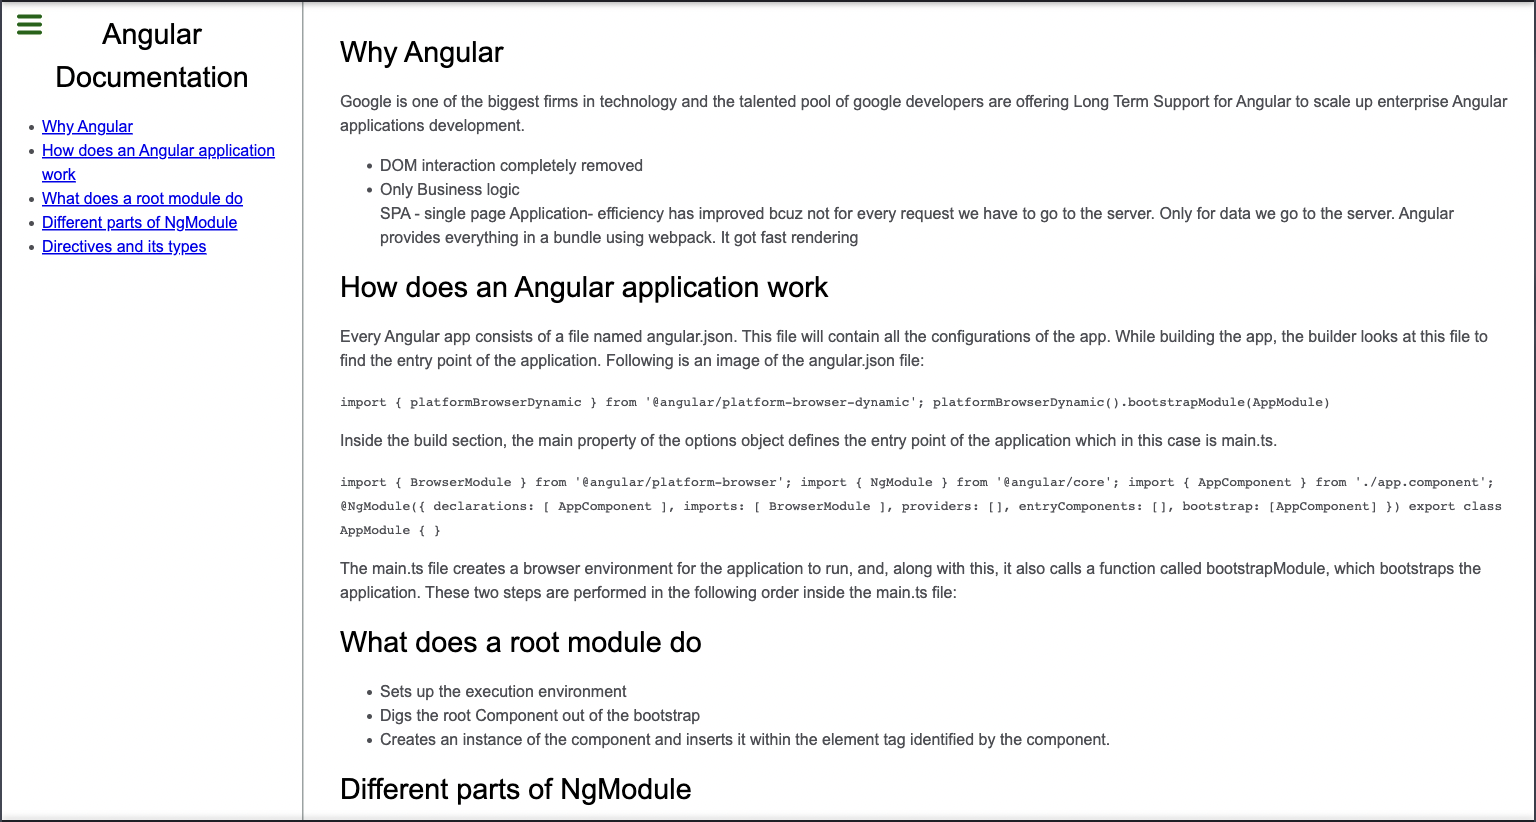 Angular
Documentation
Why Angular
How does an Angular application
work
What does a root module do
Different parts of NgModule
Directives and its types
Why Angular
Google is one of the biggest firms in technology and the talented pool of google developers are offering Long Term Support for Angular to scale up enterprise Angular
applications development.
DOM interaction completely removed
Only Business logic
SPA - single page Application- efficiency has improved bcuz not for every request we have to go to the server. Only for data we go to the server. Angular
provides everything in a bundle using webpack. It got fast rendering
How does an Angular application work
Every Angular app consists of a file named angular.json. This file will contain all the configurations of the app. While building the app, the builder looks at this file to
find the entry point of the application. Following is an image of the angular.json file:
import { platformBrowserDynamic } from '@angular/platform-browser-dynamic'; platformBrowserDynamic().bootstrapModule(AppModule)
Inside the build section, the main property of the options object defines the entry point of the application which in this case is main.ts.
import { BrowserModule } from '@angular/platform-browser'; import { NgModule } from '@angular/core'; import { AppComponent } from './app.component';
@NgModule({ declarations: [ AppComponent ], imports: [ BrowserModule ], providers: [], entryComponents: [], bootstrap: [AppComponent] }) export class
AppModule { }
The main.ts file creates a browser environment for the application to run, and, along with this, it also calls a function called bootstrapModule, which bootstraps the
application. These two steps are performed in the following order inside the main.ts file:
What does a root module do
Sets up the execution environment
Digs the root Component out of the bootstrap
Creates an instance of the component and inserts it within the element tag identified by the component.
Different parts of NgModule